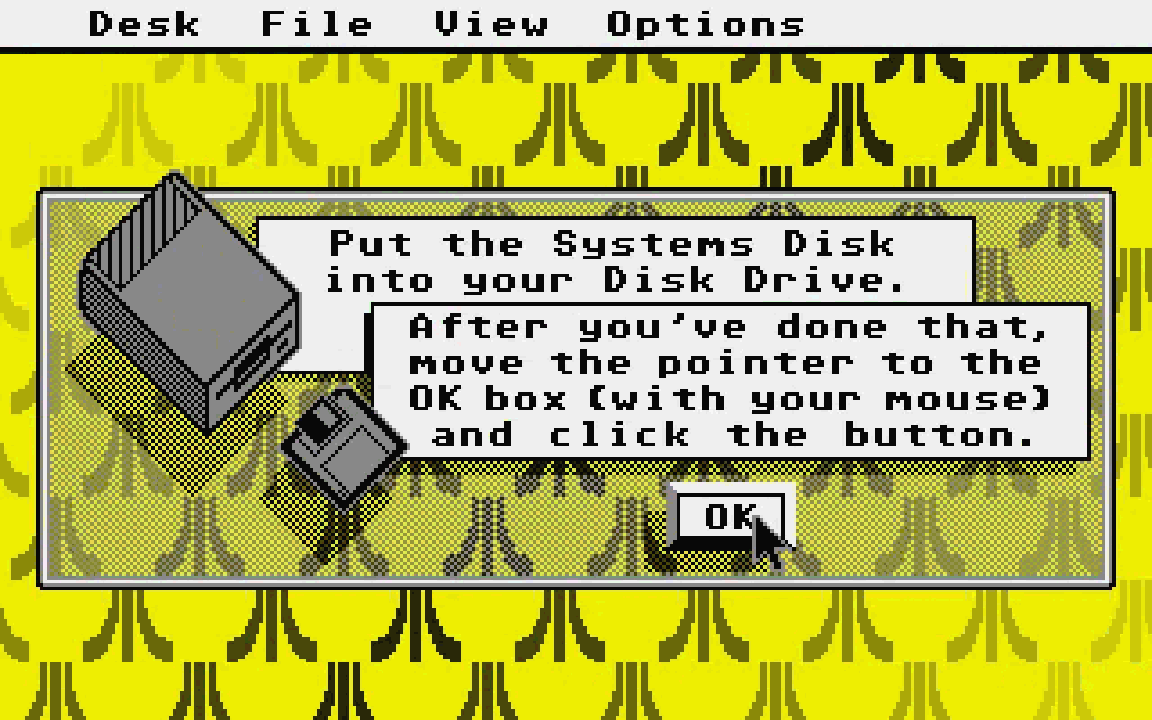 Desk File View Options
Put the Systems Disk
into your Disk Drive.
After you've done that,
move the pointer to the
OK box (with your mouse)
and click the button.
OK